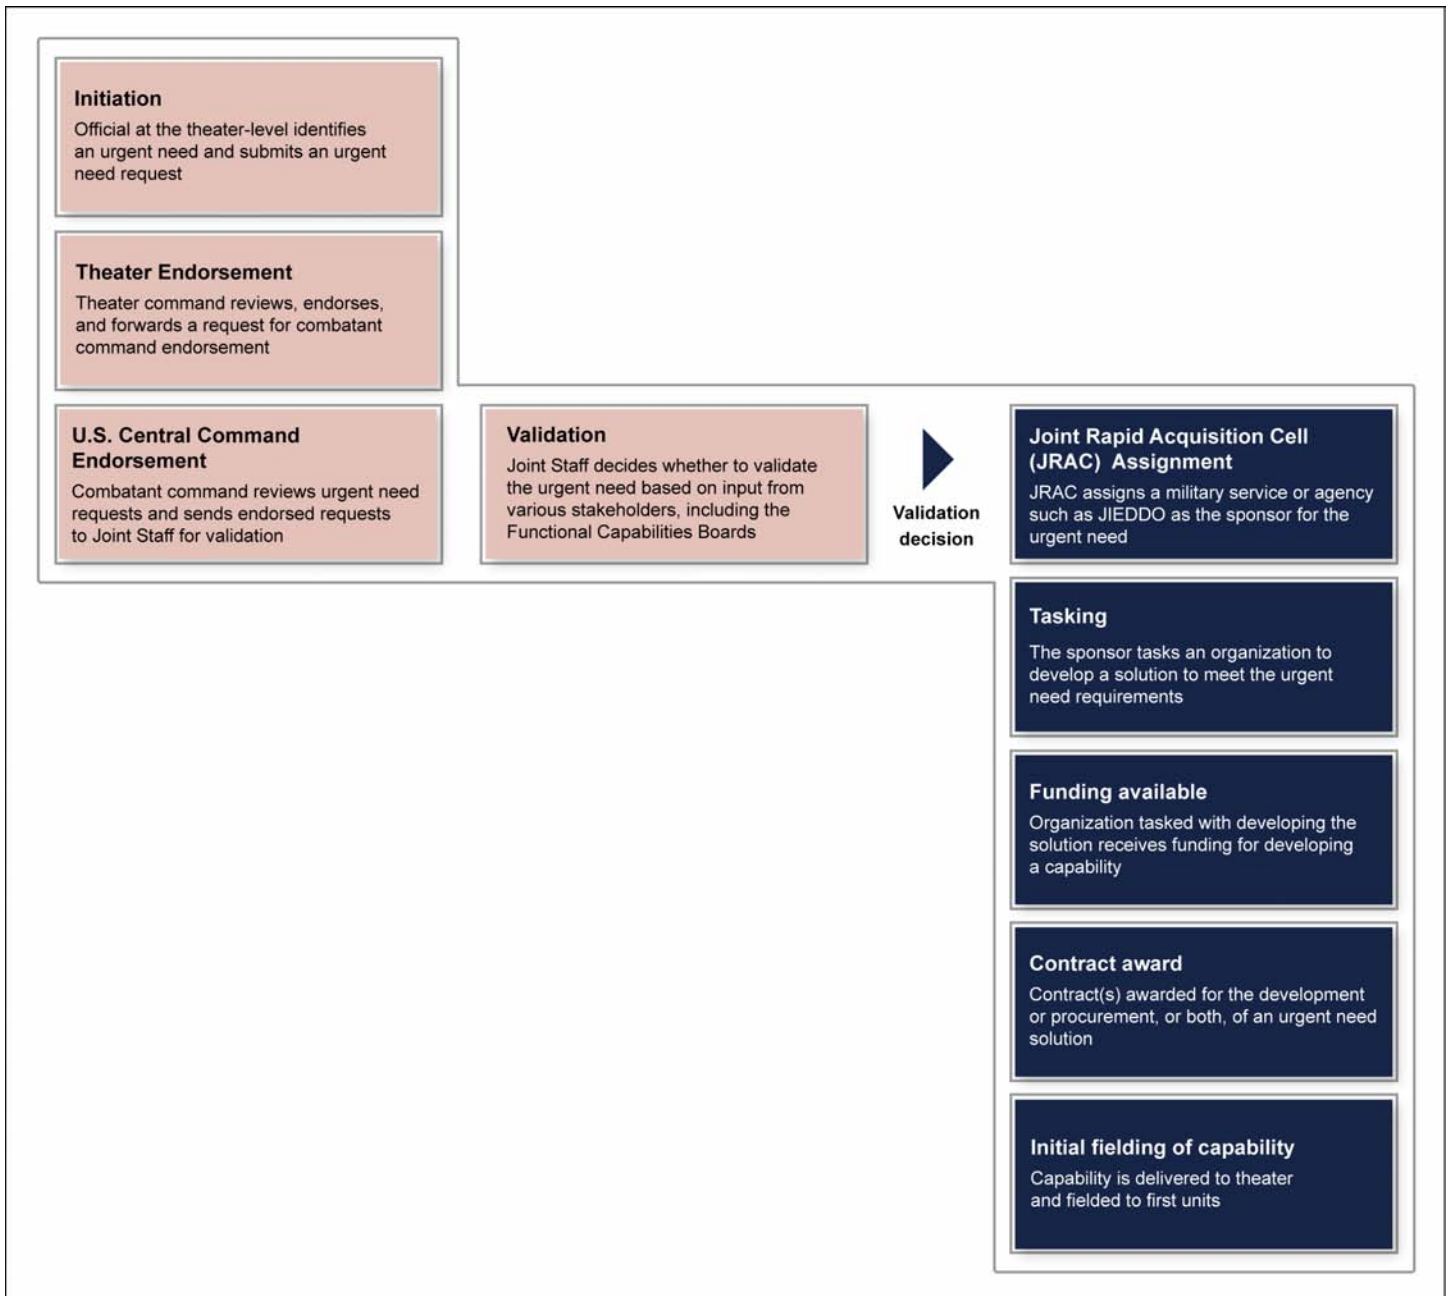 Initiation
Official at the theater-level identifies
an urgent need and submits an urgent
need request
Theater Endorsement
Theater command reviews, endorses,
and forwards a request for combatant
command endorsement
U.S. Central Command
Endorsement
Combatant command reviews urgent need
requests and sends endorsed requests
to Joint Staff for validation
Validation
Joint Staff decides whether to validate
the urgent need based on input from
various stakeholders, including the
Functional Capabilities Boards
Validation
decision
Joint Rapid Acquisition Cell
(JRAC) Assignment
JRAC assigns a military service or agency
such as JIEDDO as the sponsor for the
urgent need
Tasking
The sponsor tasks an organization to
develop a solution to meet the urgent
need requirements
Funding available
Organization tasked with developing the
solution receives funding for developing
a capability
Contract award
Contract(s) awarded for the development
or procurement, or both, of an urgent need
solution
Initial fielding of capability
Capability is delivered to theater
and fielded to first units